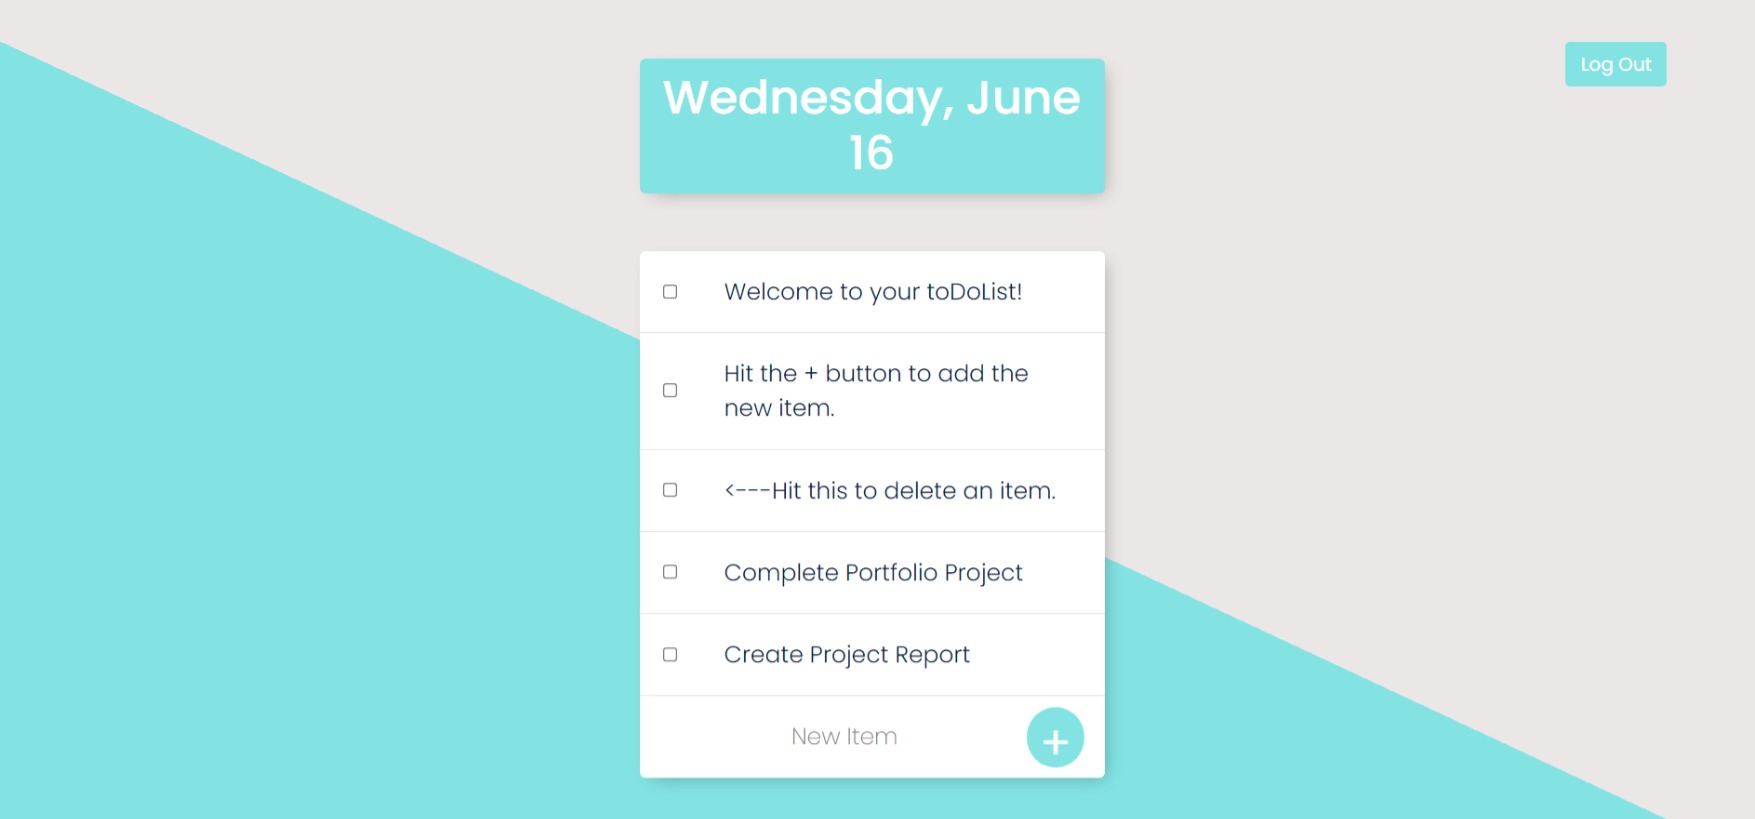 Log Out
Wednesday, June
16
Welcome to your toDoList!
Hit the + button to add the
new item.
<---Hit this to delete an item.
Complete Portfolio Project
Create Project Report
New Item
+